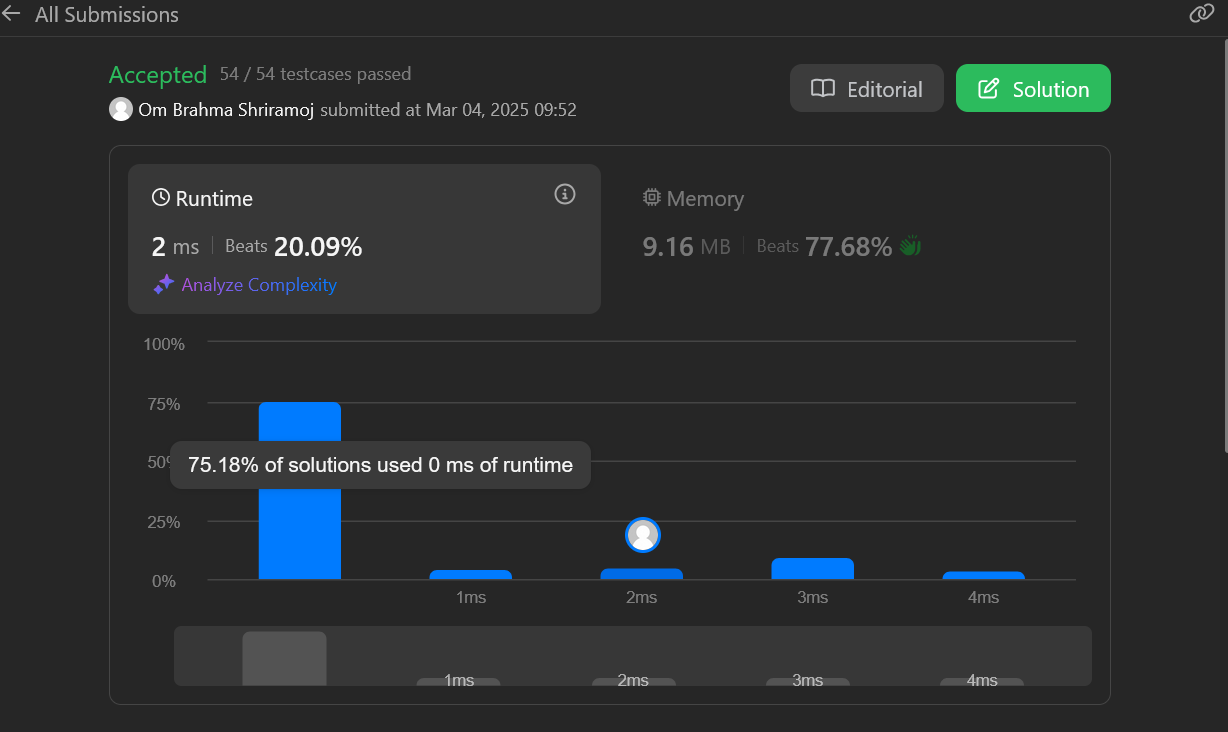 All Submissions
Accepted 54 / 54 testcases passed
Om Brahma Shriramoj submitted at Mar 04, 2025 09:52
Editorial
Solution
Runtime
2 ms Beats 20.09%
Analyze Complexity
Memory
9.16 MB Beats 77.68%
100%
75%
75.18% of solutions used 0 ms of runtime
25%
0%
1ms 2ms 3ms 4ms
1ms 2ms 3ms 4ms